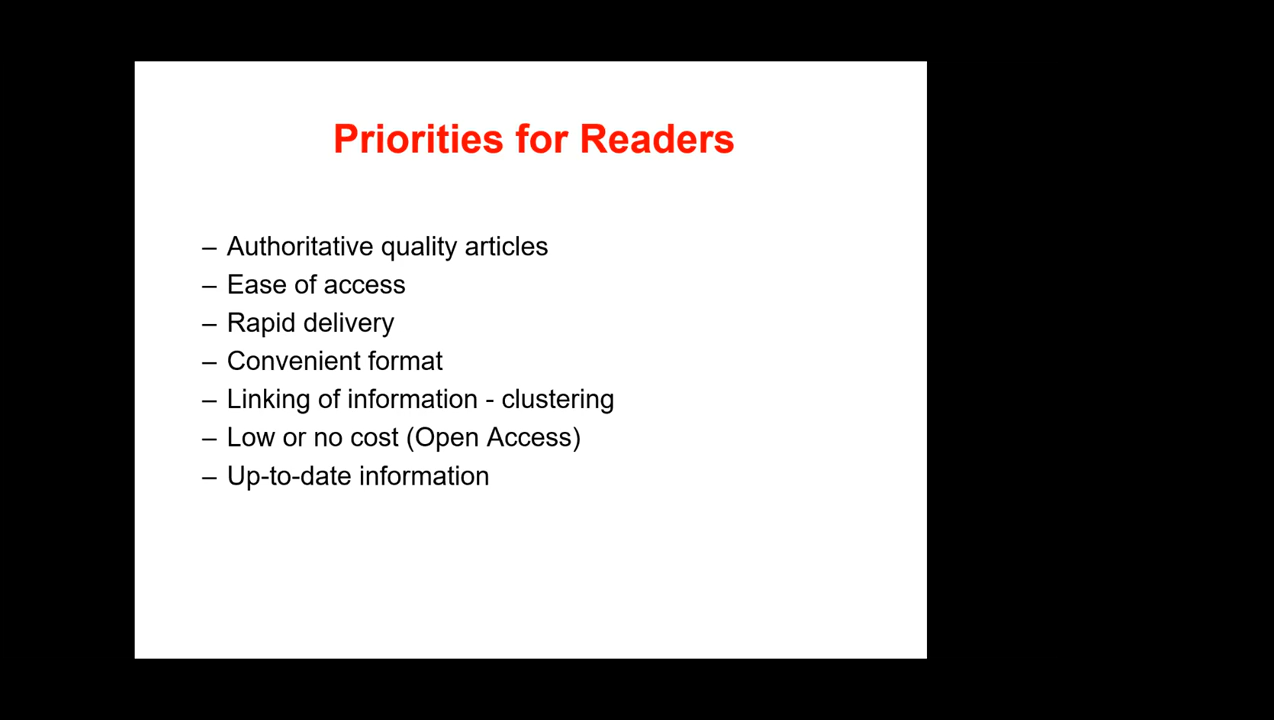 Priorities for Readers
– Authoritative quality articles
– Ease of access
– Rapid delivery
– Convenient format
– Linking of information - clustering
– Low or no cost (Open Access)
– Up-to-date information